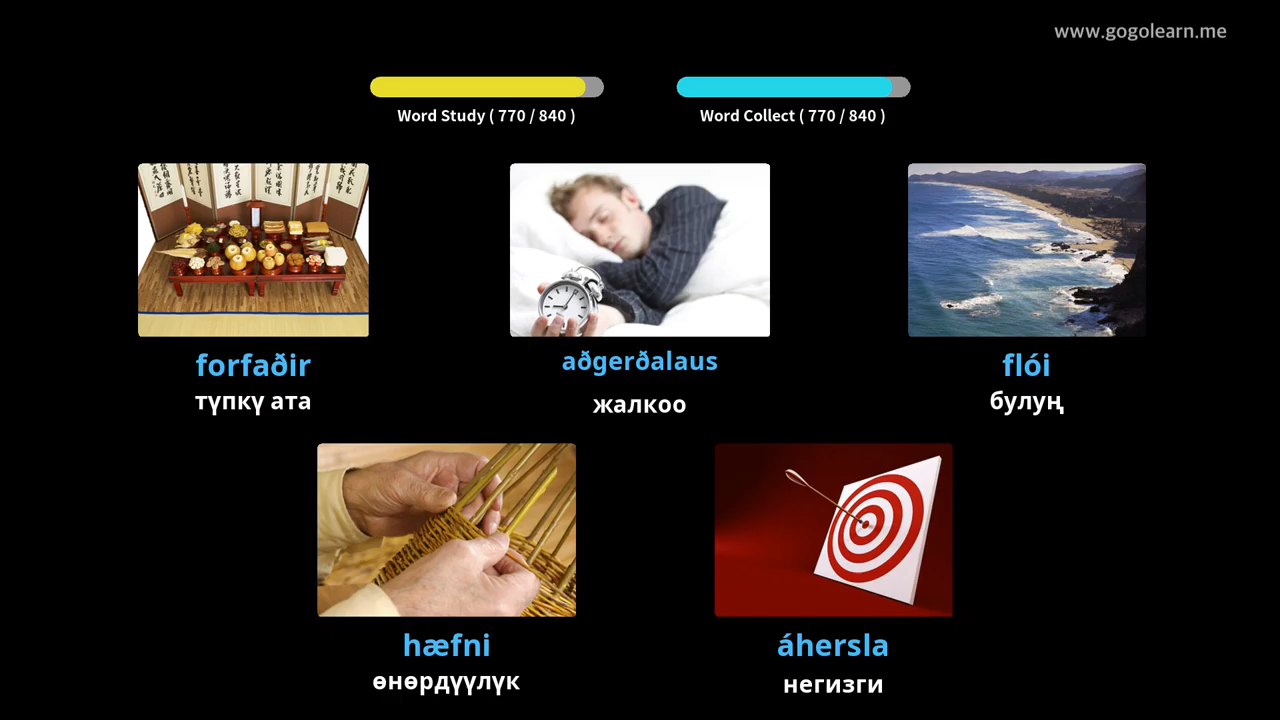 www.gogolearn.me
Word Study ( 770 / 840 )
Word Collect ( 770 / 840 )
forfaðir
түпкү ата
aðgerðalaus
жалкоо
flói
булуң
hæfni
өнөрдүүлүк
áhersla
негизги